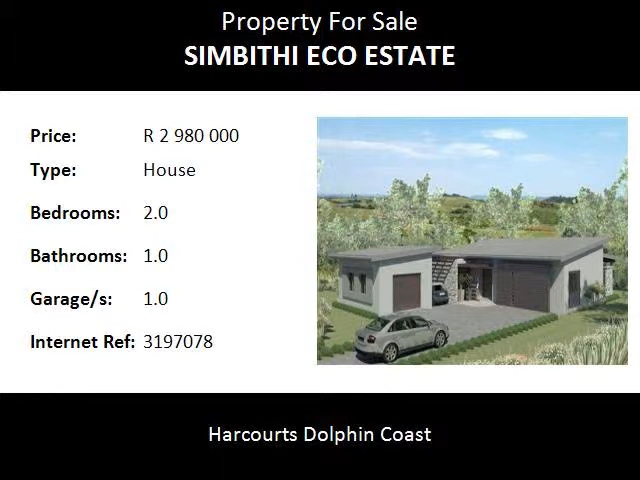 Property For Sale
SIMBITHI ECO ESTATE
Price: R 2 980 000
Type: House
Bedrooms: 2.0
Bathrooms: 1.0
Garage/s: 1.0
Internet Ref: 3197078
Harcourts Dolphin Coast